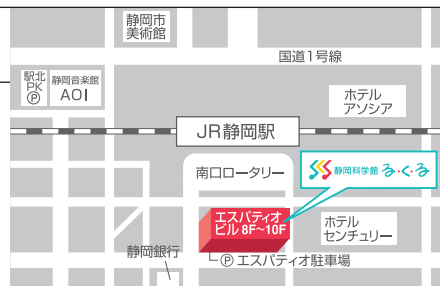 静岡市
美術館
国道1号線
駅北
PK
Ⓟ
静岡音楽館
AOI
ホテル
アソシア
JR静岡駅
南口ロータリー
静岡科学館 る・く・る
エスパティオ
ビル 8F~10F
ホテル
センチュリー
静岡銀行
Ⓟエスパティオ駐車場